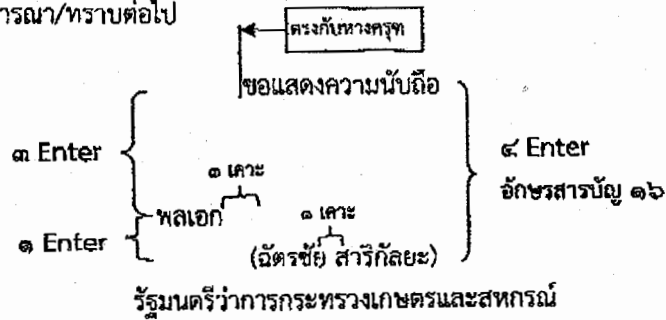 ารณา/ทราบต่อไป
ตรงกับหางครุฑ
ขอแสดงความนับถือ
๓ Enter
๔ Enter
๓ เคาะ
อักษรสารบัญ ๑๖
พลเอก
๑ เคาะ
๑ Enter
(ฉัตรชัย สาริกัลยะ)
รัฐมนตรีว่าการกระทรวงเกษตรและสหกรณ์